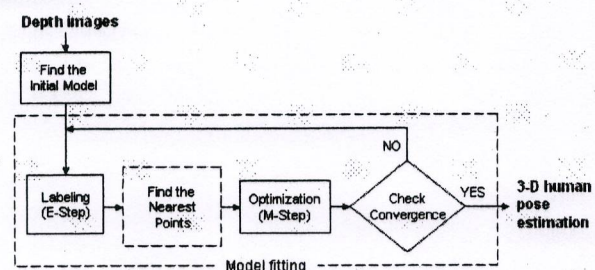 Depth images
Find the
Initial Model
NO
Labeling
(E-Step)
Find the
Nearest
Points
Optimization
(M-Step)
Check
Convergence
YES
3-D human
pose
estimation
Model fitting